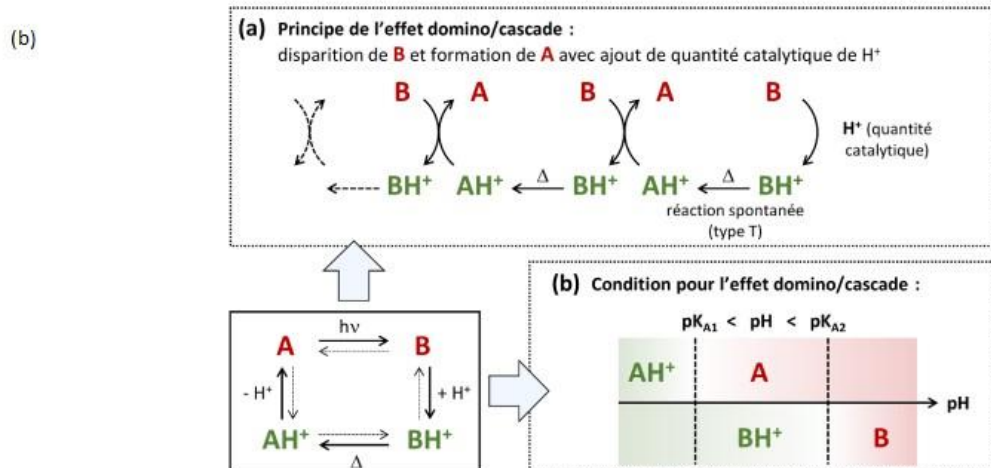 (b)
(a) Principe de l'effet domino/cascade :
disparition de B et formation de A avec ajout de quantité catalytique de H⁺
B A B A B
H⁺ (quantité
catalytique)
BH⁺ AH⁺ Δ BH⁺ AH⁺ Δ BH⁺
réaction spontanée
(type T)
(b) Condition pour l'effet domino/cascade :
pK_A1 < pH < pK_A2
hν
A B
- H⁺ + H⁺
AH⁺ BH⁺
Δ
AH⁺ A
pH
BH⁺ B